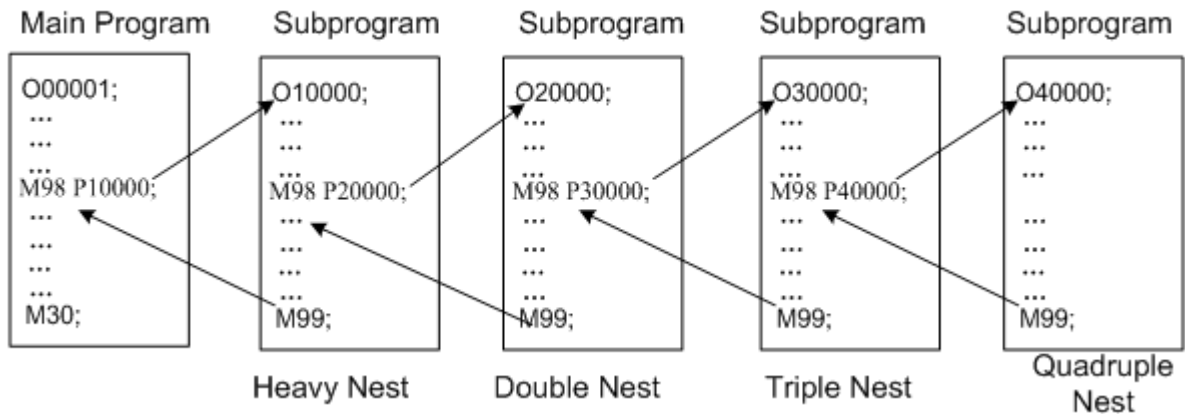 Main Program
Subprogram
Subprogram
Subprogram
Subprogram
O00001;
...
...
...
M98 P10000;
...
...
...
...
M30;
O10000;
...
...
...
M98 P20000;
...
...
...
...
M99;
O20000;
...
...
...
M98 P30000;
...
...
...
...
M99;
O30000;
...
...
...
M98 P40000;
...
...
...
...
M99;
O40000;
...
...
...
...
...
...
...
M99;
Heavy Nest
Double Nest
Triple Nest
Quadruple
Nest